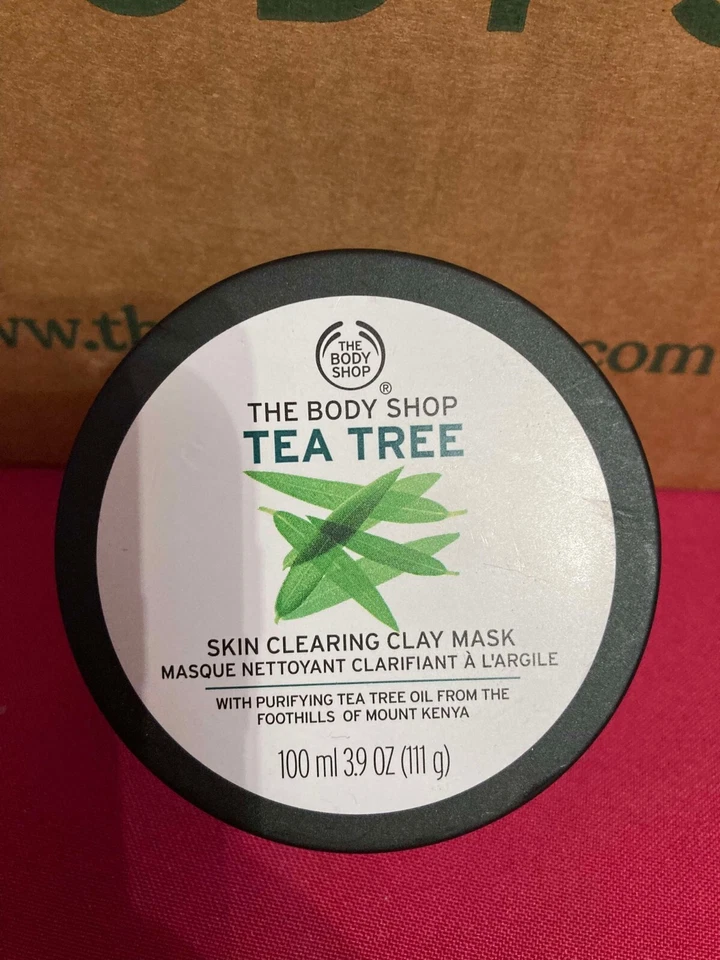 THE
BODY
SHOP
®
THE BODY SHOP
TEA TREE
SKIN CLEARING CLAY MASK
MASQUE NETTOYANT CLARIFIANT À L'ARGILE
WITH PURIFYING TEA TREE OIL FROM THE
FOOTHILLS OF MOUNT KENYA
100 ml 3.9 OZ (111 g)